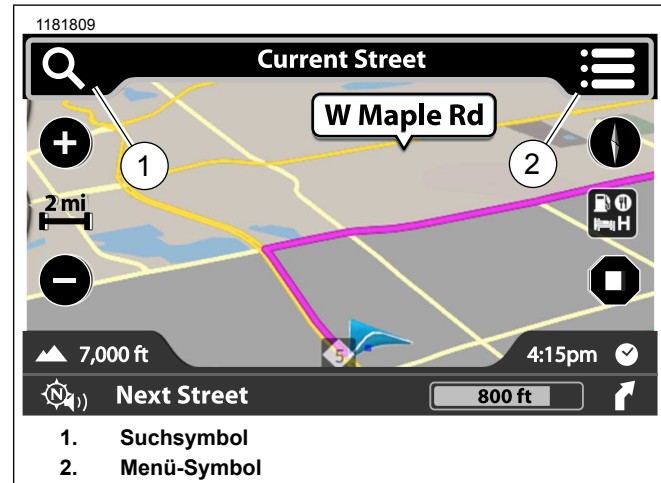 1181809
Current Street
W Maple Rd
1
2
2 mi
H
5
7,000 ft
4:15pm
N
Next Street
800 ft
1. Suchsymbol
2. Menü-Symbol